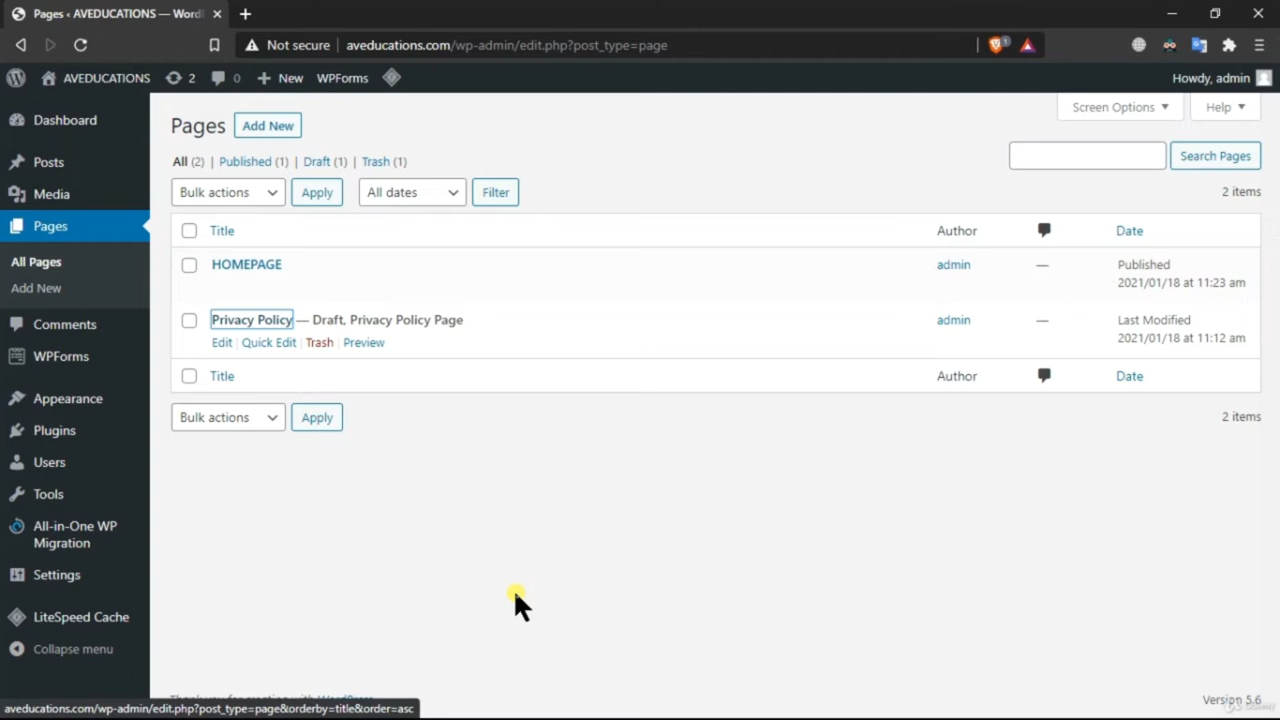 Pages ‹ AVEDUCATIONS — Word
Not secure aveducations.com/wp-admin/edit.php?post_type=page
1
AVEDUCATIONS 2 0 New WPForms Howdy, admin
Dashboard
Posts
Media
Pages
All Pages
Add New
Comments
WPForms
Appearance
Plugins
Users
Tools
All-in-One WP
Migration
Settings
LiteSpeed Cache
Collapse menu
Screen Options Help
Pages Add New
All (2) | Published (1) | Draft (1) | Trash (1)
Search Pages
Bulk actions Apply All dates Filter 2 items
Title Author Date
HOMEPAGE admin — Published
2021/01/18 at 11:23 am
Privacy Policy — Draft, Privacy Policy Page admin — Last Modified
Edit | Quick Edit | Trash | Preview 2021/01/18 at 11:12 am
Title Author Date
Bulk actions Apply 2 items
Version 5.6
aveducations.com/wp-admin/edit.php?post_type=page&orderby=title&order=asc